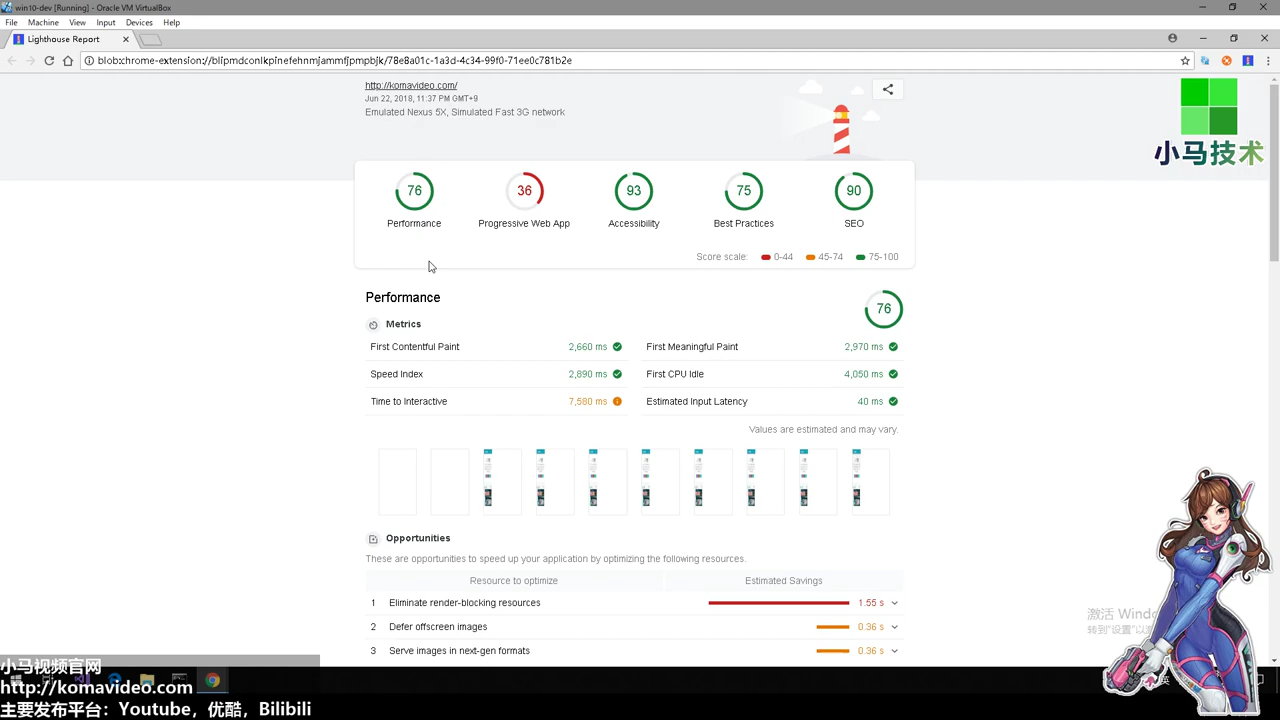 win10-dev [Running] - Oracle VM VirtualBox
File Machine View Input Devices Help
Lighthouse Report
blob:chrome-extension://blipmdconlkpinefehnmjammfjpmpbjk/78e8a01c-1a3d-4c34-99f0-71ee0c781b2e
http://komavideo.com/
Jun 22, 2018, 11:37 PM GMT+9
Emulated Nexus 5X, Simulated Fast 3G network
小马技术
76 36 93 75 90
Performance Progressive Web App Accessibility Best Practices SEO
Score scale: 0-44 45-74 75-100
Performance 76
Metrics
First Contentful Paint 2,660 ms First Meaningful Paint 2,970 ms
Speed Index 2,890 ms First CPU Idle 4,050 ms
Time to Interactive 7,580 ms Estimated Input Latency 40 ms
Values are estimated and may vary.
Opportunities
These are opportunities to speed up your application by optimizing the following resources.
Resource to optimize Estimated Savings
1 Eliminate render-blocking resources 1.55 s
2 Defer offscreen images 0.36 s
3 Serve images in next-gen formats 0.36 s
激活
转到"设置"以
小马视频官网
http://komavideo.com
主要发布平台：Youtube，优酷，Bilibili
英